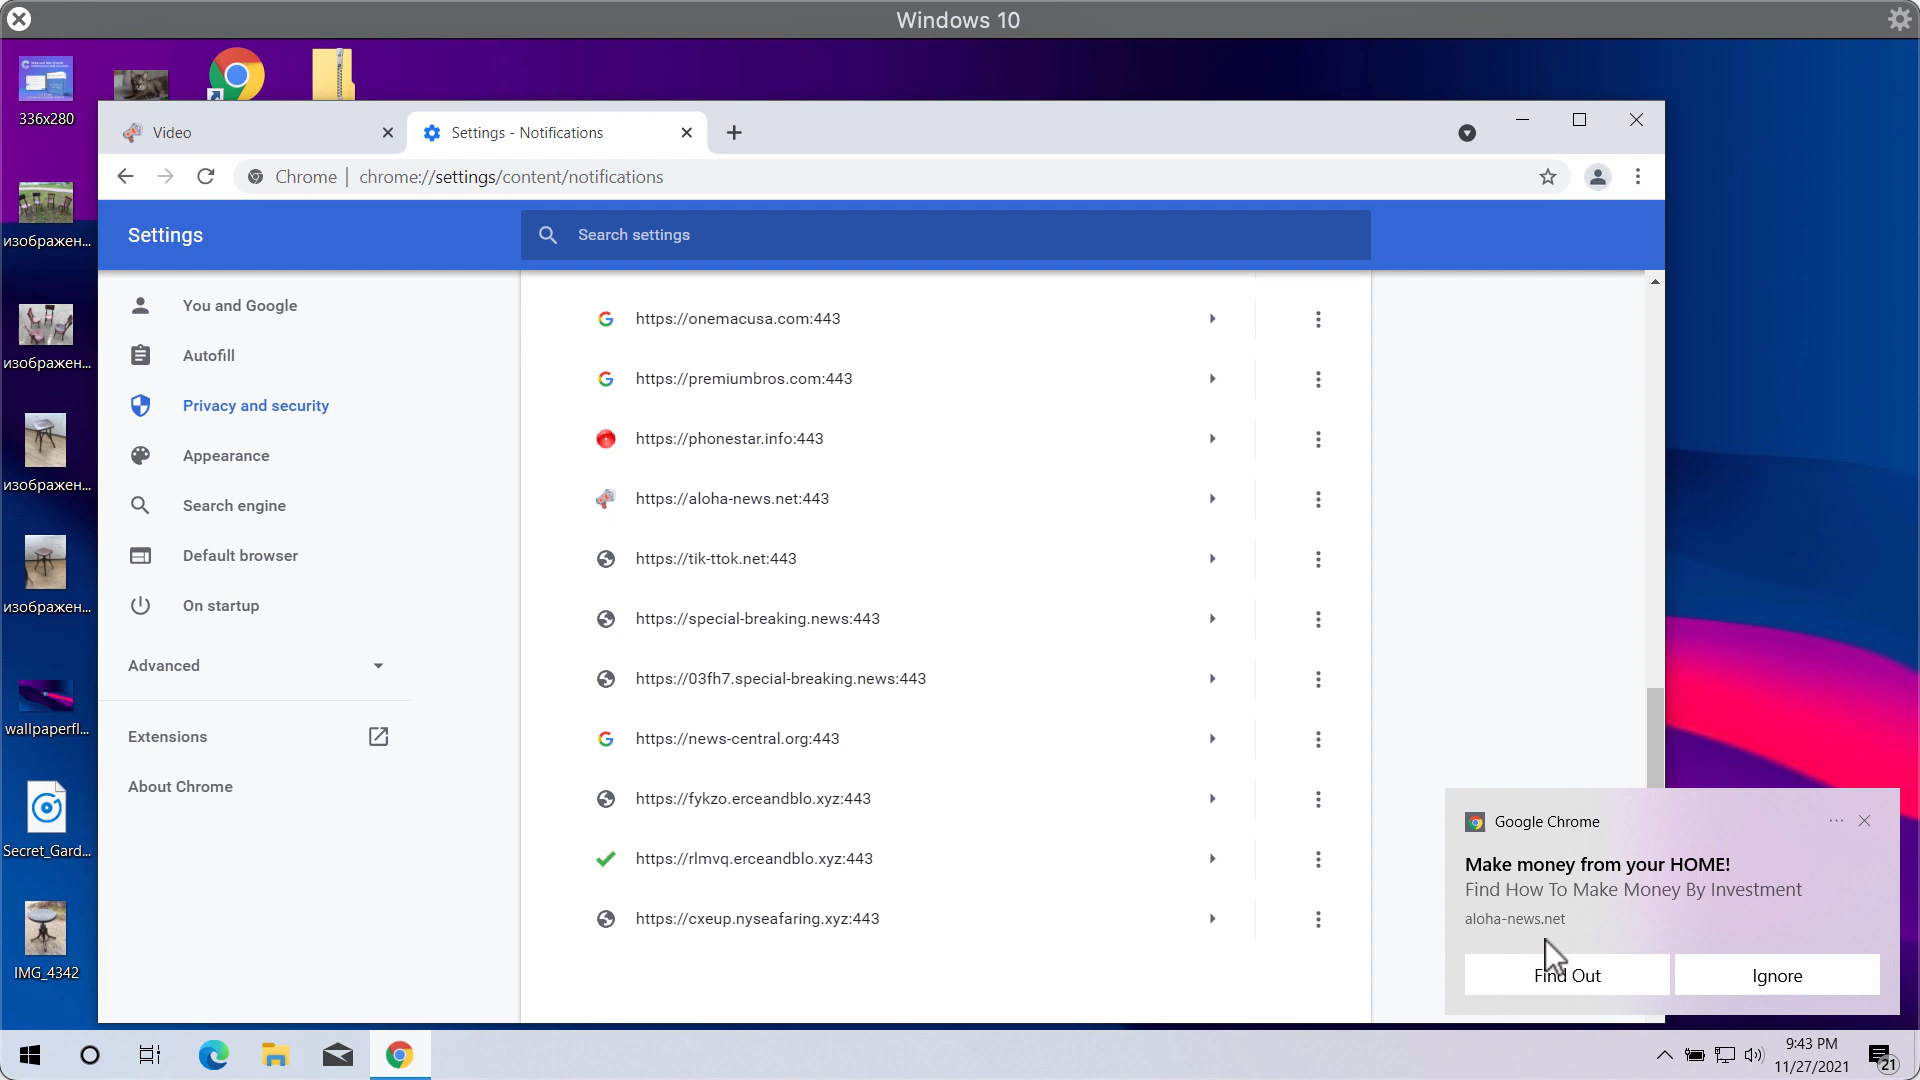 Windows 10
336x280
изображен...
изображен...
изображен...
изображен...
wallpaperfl...
Secret_Gard...
IMG_4342
Video
Settings - Notifications
Chrome | chrome://settings/content/notifications
Settings
Search settings
You and Google
Autofill
Privacy and security
Appearance
Search engine
Default browser
On startup
Advanced
Extensions
About Chrome
https://onemacusa.com:443
https://premiumbros.com:443
https://phonestar.info:443
https://aloha-news.net:443
https://tik-ttok.net:443
https://special-breaking.news:443
https://03fh7.special-breaking.news:443
https://news-central.org:443
https://fykzo.erceandblo.xyz:443
https://rlmvq.erceandblo.xyz:443
https://cxeup.nyseafaring.xyz:443
Google Chrome
Make money from your HOME!
Find How To Make Money By Investment
aloha-news.net
Find Out
Ignore
9:43 PM
11/27/2021
21